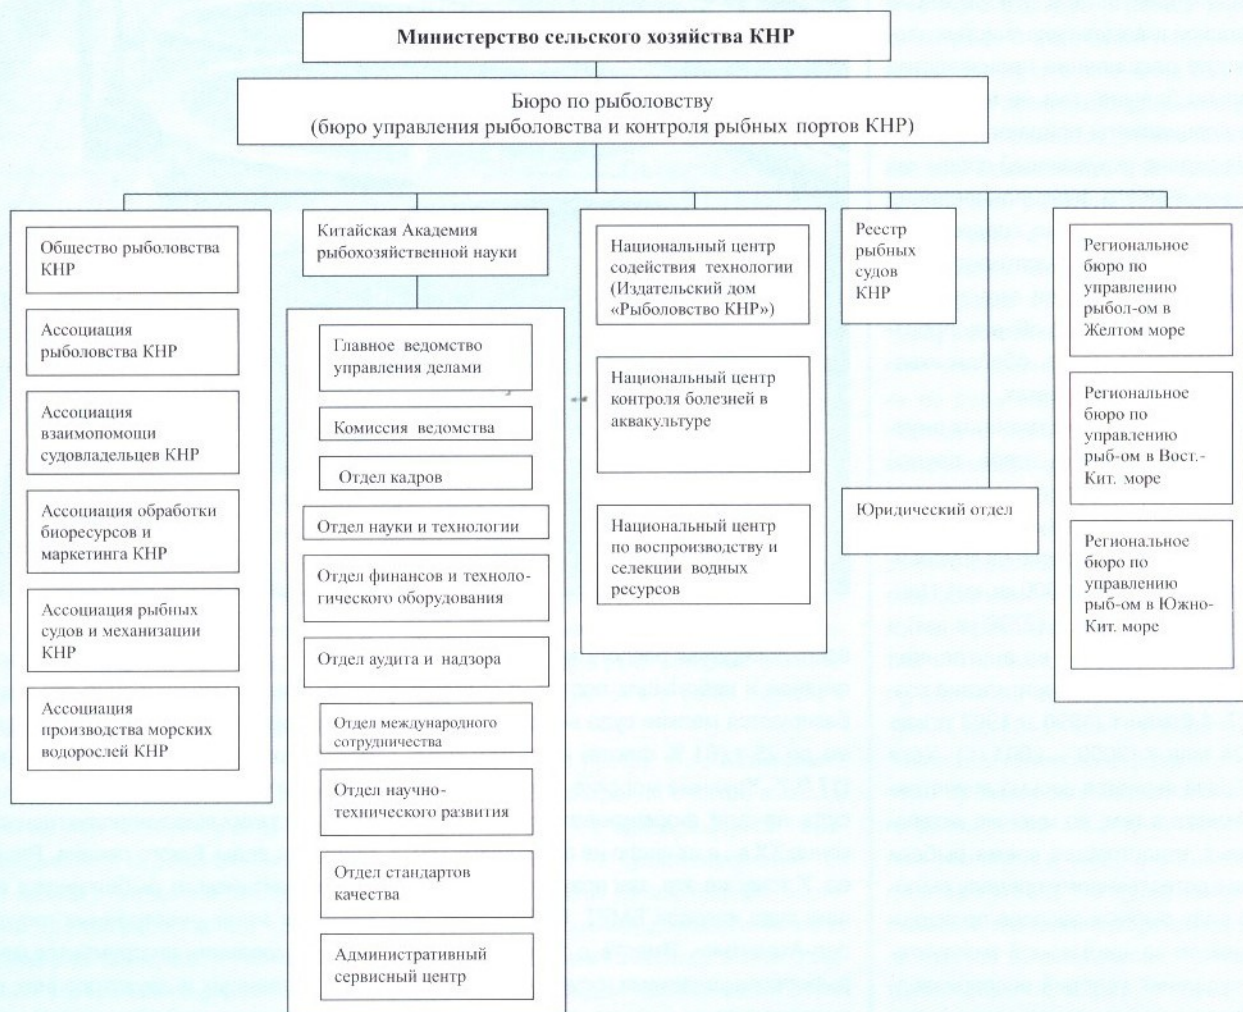 Министерство сельского хозяйства КНР
Бюро по рыболовству
(бюро управления рыболовства и контроля рыбных портов КНР)
Общество рыболовства
КНР
Ассоциация
рыболовства КНР
Ассоциация
взаимопомощи
судовладельцев КНР
Ассоциация обработки
биоресурсов и
маркетинга КНР
Ассоциация рыбных
судов и механизации
КНР
Ассоциация
производства морских
водорослей КНР
Китайская Академия
рыбохозяйственной науки
Главное ведомство
управления делами
Комиссия ведомства
Отдел кадров
Отдел науки и технологии
Отдел финансов и техноло-
гического оборудования
Отдел аудита и надзора
Отдел международного
сотрудничества
Отдел научно-
технического развития
Отдел стандартов
качества
Административный
сервисный центр
Национальный центр
содействия технологии
(Издательский дом
«Рыболовство КНР»)
Национальный центр
контроля болезней в
аквакультуре
Национальный центр
по воспроизводству и
селекции водных
ресурсов
Реестр
рыбных
судов
КНР
Юридический отдел
Региональное
бюро по
управлению
рыбол-ом в
Желтом море
Региональное
бюро по
управлению
рыб-ом в Вост.-
Кит. море
Региональное
бюро по
управлению
рыб-ом в Южно-
Кит. море